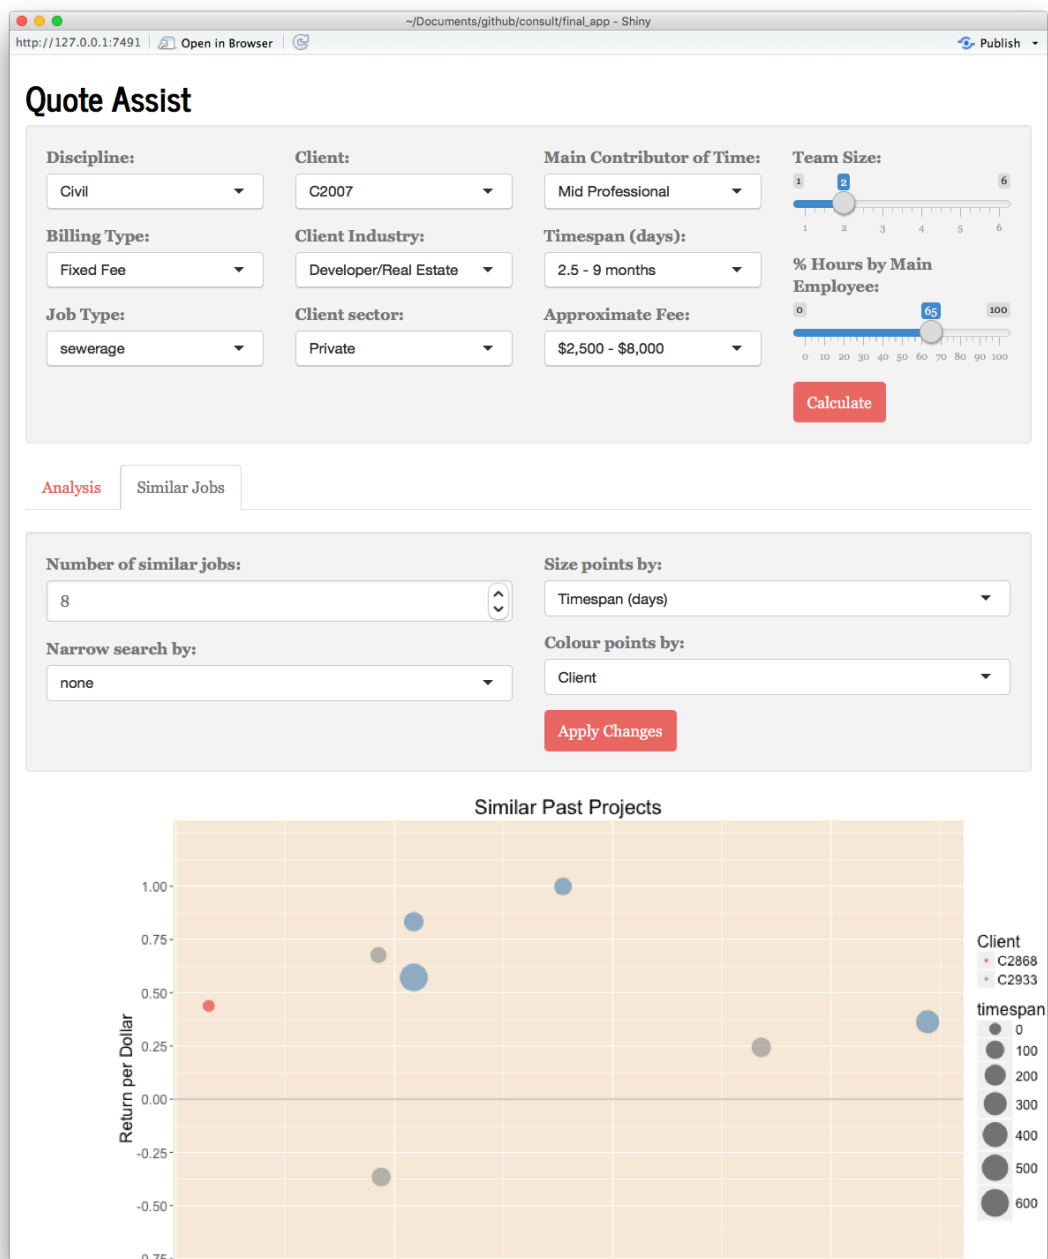 ~/Documents/github/consult/final_app - Shiny
http://127.0.0.1:7491 Open in Browser Publish
Quote Assist
Discipline: Client: Main Contributor of Time: Team Size:
Civil C2007 Mid Professional 1 2 6
1 2 3 4 5 6
Billing Type: Client Industry: Timespan (days): % Hours by Main
Employee:
Fixed Fee Developer/Real Estate 2.5 - 9 months
0 65 100
Job Type: Client sector: Approximate Fee:
sewerage Private $2,500 - $8,000
0 10 20 30 40 50 60 70 80 90 100
Calculate
Analysis Similar Jobs
Number of similar jobs: Size points by:
8 Timespan (days)
Narrow search by: Colour points by:
none Client
Apply Changes
Similar Past Projects
1.00
0.75
0.50
0.25
0.00
-0.25
-0.50
-0.75
Return per Dollar
Client
C2868
C2933
timespan
0
100
200
300
400
500
600